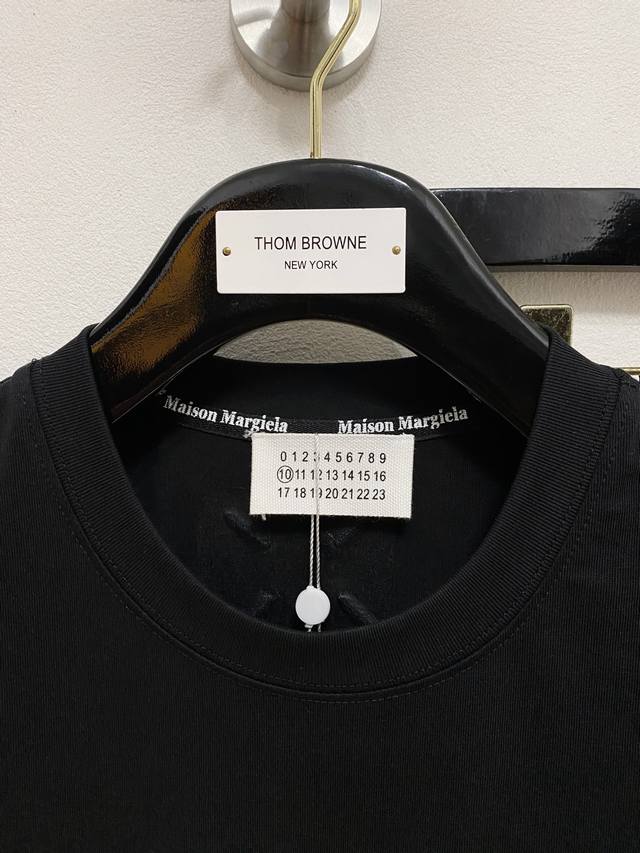 THOM BROWNE
NEW YORK
Maison Margiela Maison Margiela
0 1 2 3 4 5 6 7 8 9
10 11 12 13 14 15 16
17 18 19 20 21 22 23